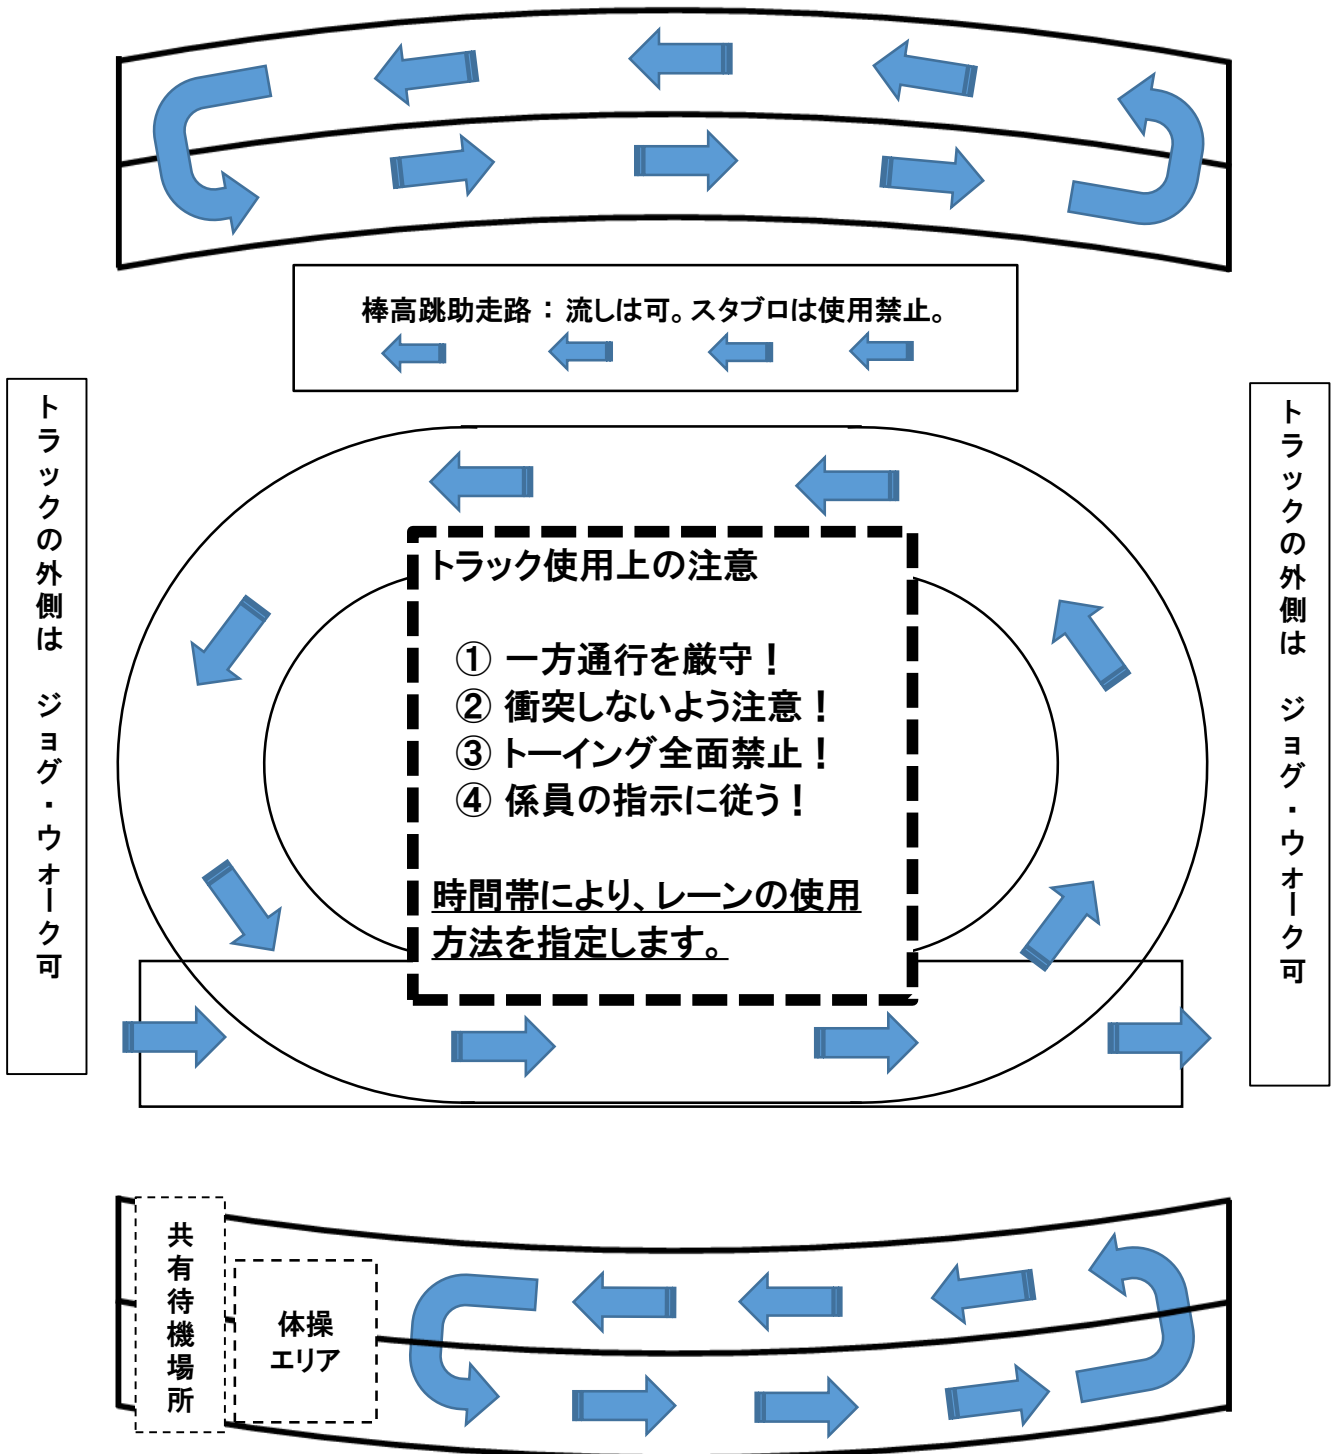 棒高跳助走路：流しは可。スタブロは使用禁止。
トラックの外側は　ジョグ・ウォーク可
トラックの外側は　ジョグ・ウォーク可
トラック使用上の注意
① 一方通行を厳守！
② 衝突しないよう注意！
③ トーイング全面禁止！
④ 係員の指示に従う！
時間帯により、レーンの使用
方法を指定します。
共有待機場所
体操
エリア